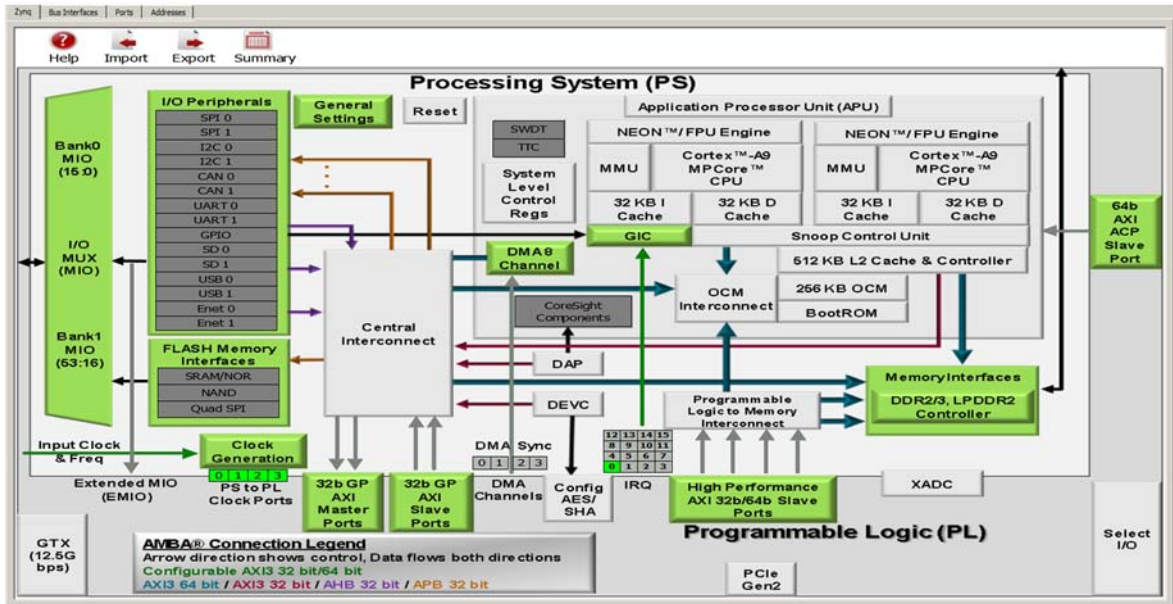 Zynq
Bus Interfaces
Ports
Addresses
Help
Import
Export
Summary
Processing System (PS)
Bank0
MIO
(15:0)
I/O
MUX
(MIO)
Bank1
MIO
(53:16)
I/O Peripherals
SPI 0
SPI 1
I2C 0
I2C 1
CAN 0
CAN 1
UART 0
UART 1
GPIO
SD 0
SD 1
USB 0
USB 1
Enet 0
Enet 1
FLASH Memory
Interfaces
SRAM/NOR
NAND
Quad SPI
General
Settings
Reset
Application Processor Unit (APU)
SWDT
TTC
System
Level
Control
Regs
NEON™/FPU Engine
MMU
Cortex™-A9
MPCore™
CPU
32 KB I
Cache
32 KB D
Cache
NEON™/FPU Engine
MMU
Cortex™-A9
MPCore™
CPU
32 KB I
Cache
32 KB D
Cache
GIC
Snoop Control Unit
DMA8
Channel
512 KB L2 Cache & Controller
OCM
Interconnect
256 KB OCM
BootROM
CoreSight
Components
Central
Interconnect
DAP
DEVC
Programmable
Logic to Memory
Interconnect
Memory Interfaces
DDR2/3, LPDDR2
Controller
64b
AXI
ACP
Slave
Port
Input Clock
& Freq
Clock
Generation
0 1 2 3
PS to PL
Clock Ports
Extended MIO
(EMIO)
32b GP
AXI
Master
Ports
32b GP
AXI
Slave
Ports
DMA Sync
0 1 2 3
DMA
Channels
Config
AES/
SHA
12 13 14 15
8 9 10 11
4 5 6 7
0 1 2 3
IRQ
High Performance
AXI 32b/64b Slave
Ports
XADC
Programmable Logic (PL)
GTX
(12.5G
bps)
AMBA® Connection Legend
Arrow direction shows control, Data flows both directions
Configurable AXI3 32 bit/64 bit
AXI3 64 bit / AXI3 32 bit / AHB 32 bit / APB 32 bit
PCIe
Gen2
Select
I/O